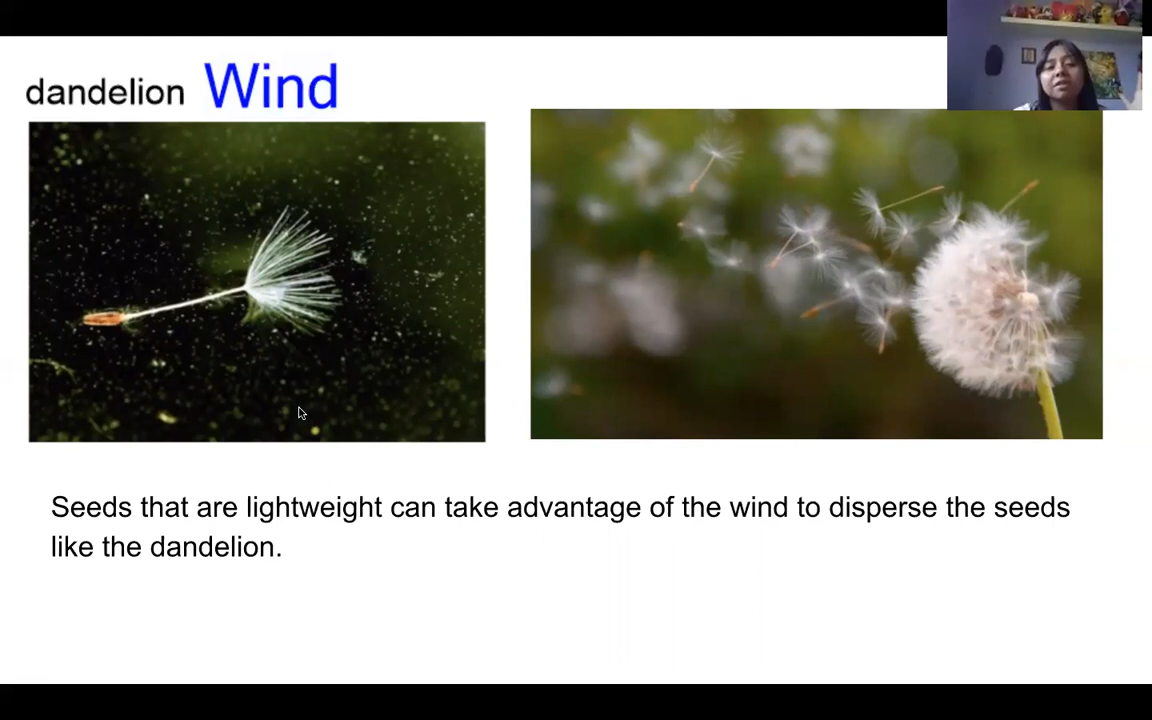 dandelion Wind
Seeds that are lightweight can take advantage of the wind to disperse the seeds
like the dandelion.